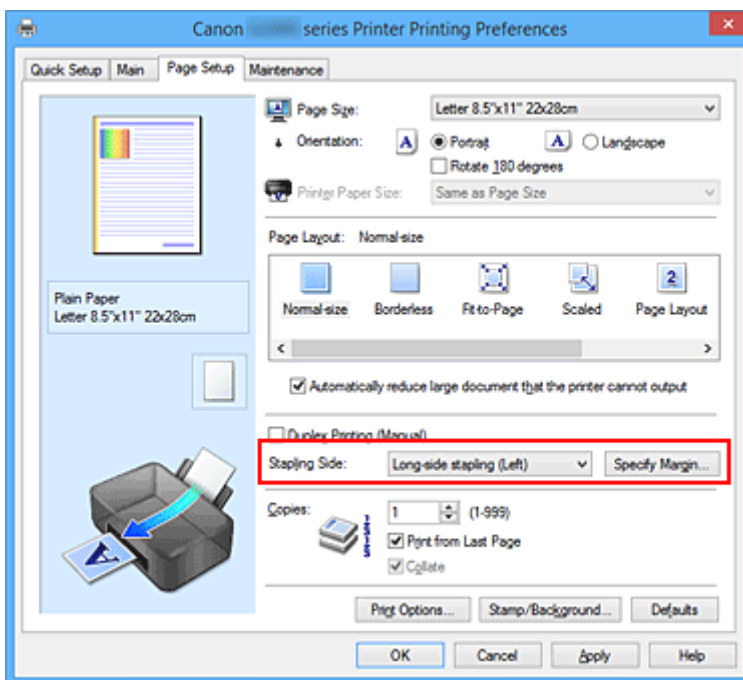 Canon series Printer Printing Preferences
Quick Setup Main Page Setup Maintenance
Page Size: Letter 8.5"x11" 22x28cm
Orientation: A Portrait A Landscape
Rotate 180 degrees
Printer Paper Size: Same as Page Size
Page Layout: Normal-size
2
Normal-size Borderless Fit-to-Page Scaled Page Layout
Plain Paper
Letter 8.5"x11" 22x28cm
Automatically reduce large document that the printer cannot output
Duplex Printing (Manual)
Stapling Side: Long-side stapling (Left) Specify Margin...
Copies: 1 (1-999)
Print from Last Page
Collate
A
Print Options... Stamp/Background... Defaults
OK Cancel Apply Help